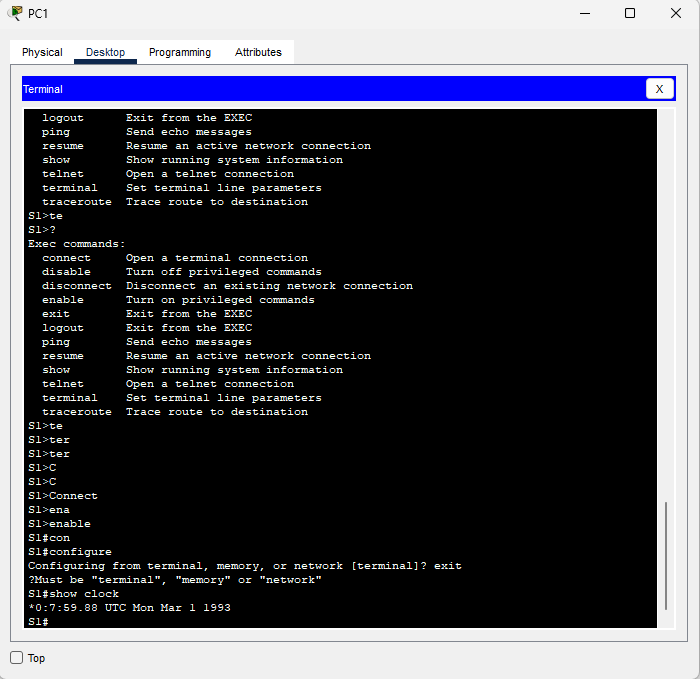 PC1
Physical Desktop Programming Attributes
Terminal X
logout Exit from the EXEC
ping Send echo messages
resume Resume an active network connection
show Show running system information
telnet Open a telnet connection
terminal Set terminal line parameters
traceroute Trace route to destination
S1>te
S1>?
Exec commands:
connect Open a terminal connection
disable Turn off privileged commands
disconnect Disconnect an existing network connection
enable Turn on privileged commands
exit Exit from the EXEC
logout Exit from the EXEC
ping Send echo messages
resume Resume an active network connection
show Show running system information
telnet Open a telnet connection
terminal Set terminal line parameters
traceroute Trace route to destination
S1>te
S1>ter
S1>ter
S1>C
S1>C
S1>Connect
S1>ena
S1>enable
S1#con
S1#configure
Configuring from terminal, memory, or network [terminal]? exit
?Must be "terminal", "memory" or "network"
S1#show clock
*0:7:59.88 UTC Mon Mar 1 1993
S1#
Top